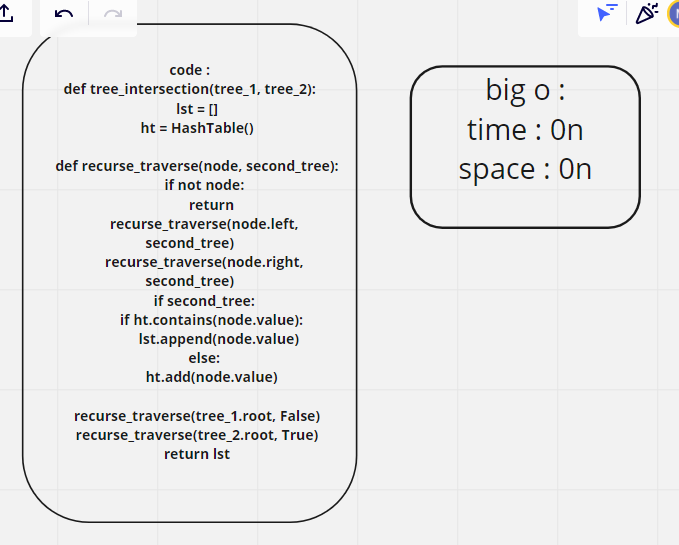 code :
def tree_intersection(tree_1, tree_2):
lst = []
ht = HashTable()
def recurse_traverse(node, second_tree):
if not node:
return
recurse_traverse(node.left,
second_tree)
recurse_traverse(node.right,
second_tree)
if second_tree:
if ht.contains(node.value):
lst.append(node.value)
else:
ht.add(node.value)
recurse_traverse(tree_1.root, False)
recurse_traverse(tree_2.root, True)
return lst
big o :
time : 0n
space : 0n